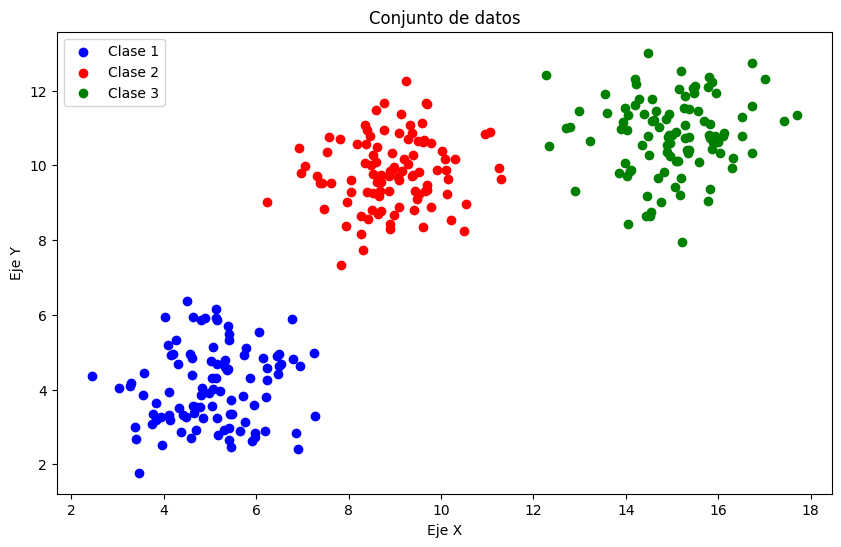 Conjunto de datos
Clase 1
Clase 2
Clase 3
12
10
8
6
4
2
Eje Y
2 4 6 8 10 12 14 16 18
Eje X